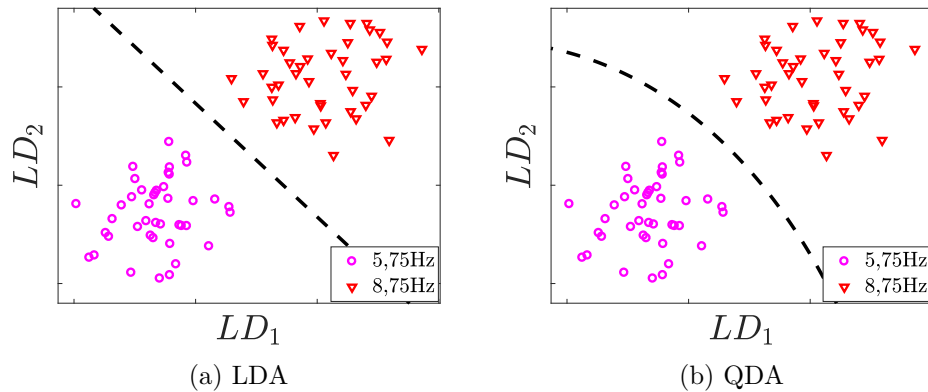 LD₂
5,75Hz
8,75Hz
LD₁
(a) LDA
LD₂
5,75Hz
8,75Hz
LD₁
(b) QDA